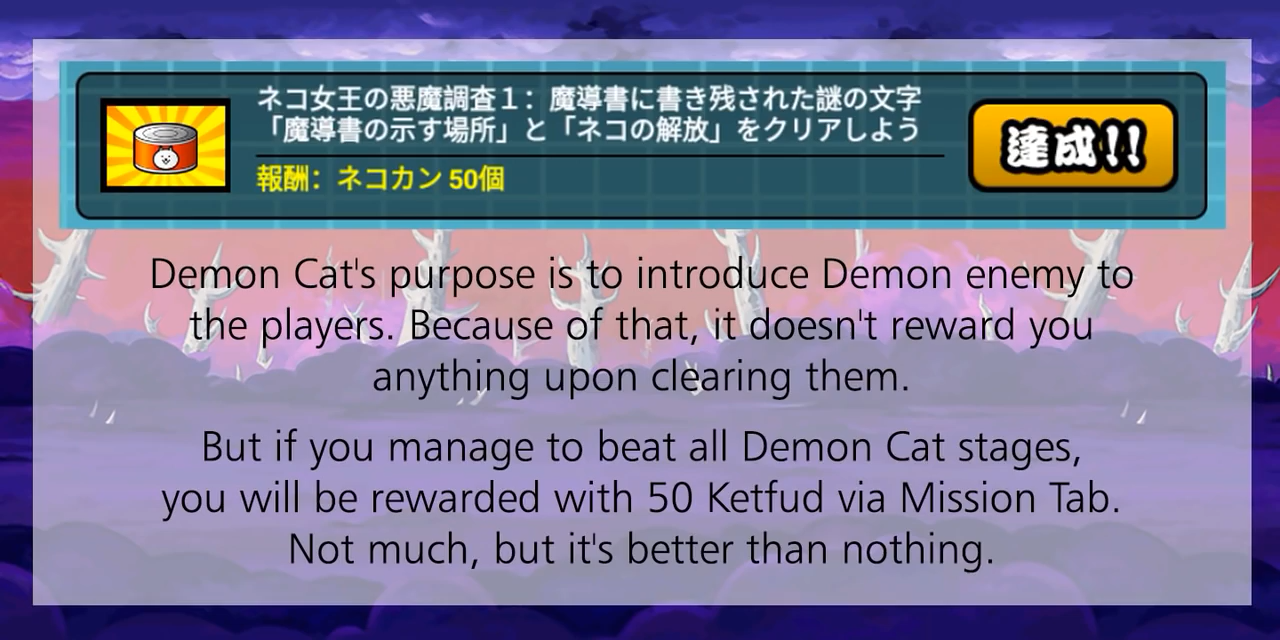 ネコ女王の悪魔調査１：魔導書に書き残された謎の文字
「魔導書の示す場所」と「ネコの解放」をクリアしよう
達成!!
報酬：ネコカン 50個
Demon Cat's purpose is to introduce Demon enemy to
the players. Because of that, it doesn't reward you
anything upon clearing them.
But if you manage to beat all Demon Cat stages,
you will be rewarded with 50 Ketfud via Mission Tab.
Not much, but it's better than nothing.